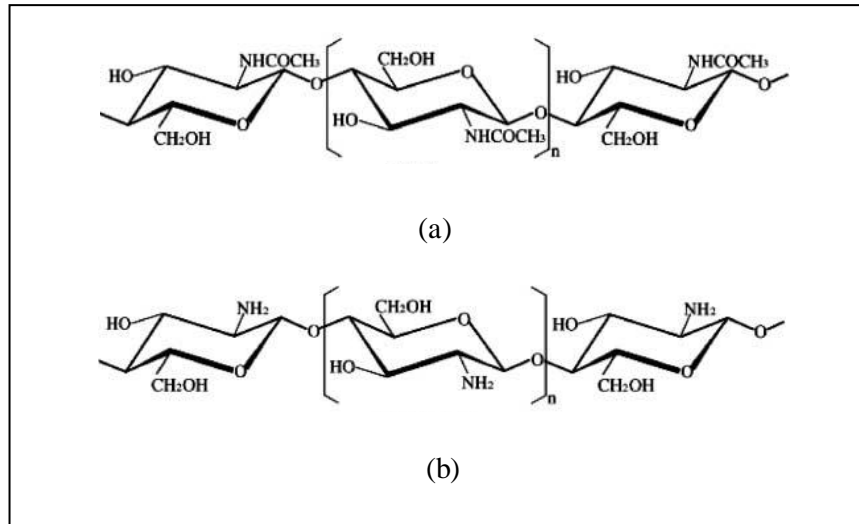 NHCOCH₃ CH₂OH NHCOCH₃
HO O O HO O
HO O O
CH₂OH O NHCOCH₃ CH₂OH O
n
(a)
NH₂ CH₂OH NH₂
HO O O HO O O
O HO O
CH₂OH NH₂ CH₂OH O
n
(b)